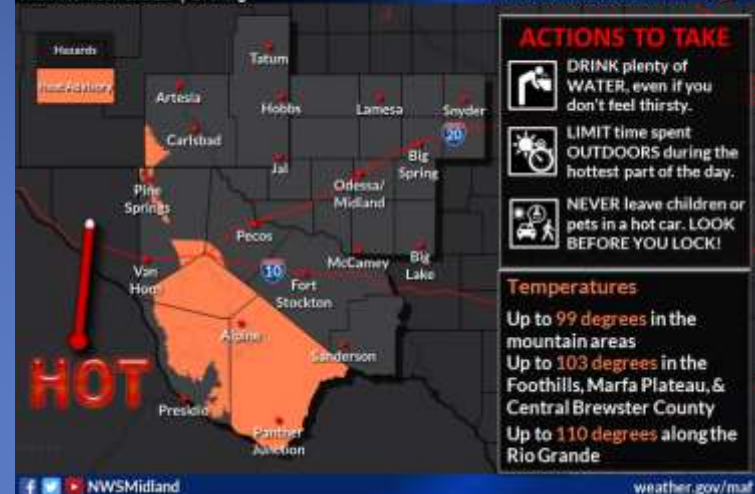 Hazards
Heat Advisory
Tatum
Artesia
Hobbs
Lamesa
Snyder
Carlsbad
20
Jal
Big
Spring
Odessa/
Midland
Pine
Springs
Pecos
Van
Horn
10
McCamey
Big
Lake
Fort
Stockton
Alpine
Sanderson
Presidio
Panther
Junction
HOT
ACTIONS TO TAKE
DRINK plenty of
WATER, even if you
don't feel thirsty.
LIMIT time spent
OUTDOORS during the
hottest part of the day.
NEVER leave children or
pets in a hot car. LOOK
BEFORE YOU LOCK!
Temperatures
Up to 99 degrees in the
mountain areas
Up to 103 degrees in the
Foothills, Marfa Plateau, &
Central Brewster County
Up to 110 degrees along the
Rio Grande
NWSMidland
weather.gov/maf